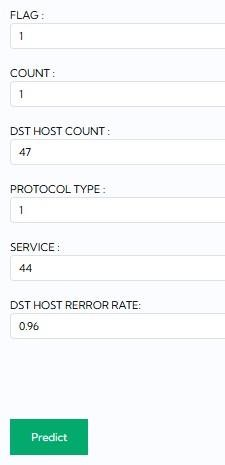 FLAG :
1
COUNT :
1
DST HOST COUNT :
47
PROTOCOL TYPE :
1
SERVICE :
44
DST HOST RERROR RATE:
0.96
Predict